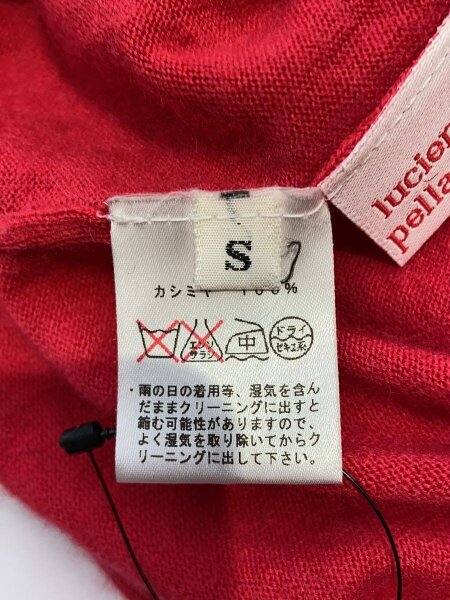 lucien
pella
S
カシミヤ 100%
エンソ
サラシ
中
ドライ
セキユ系
・雨の日の着用等、湿気を含ん
だままクリーニングに出すと
縮む可能性がありますので、
よく湿気を取り除いてからク
リーニングに出して下さい。